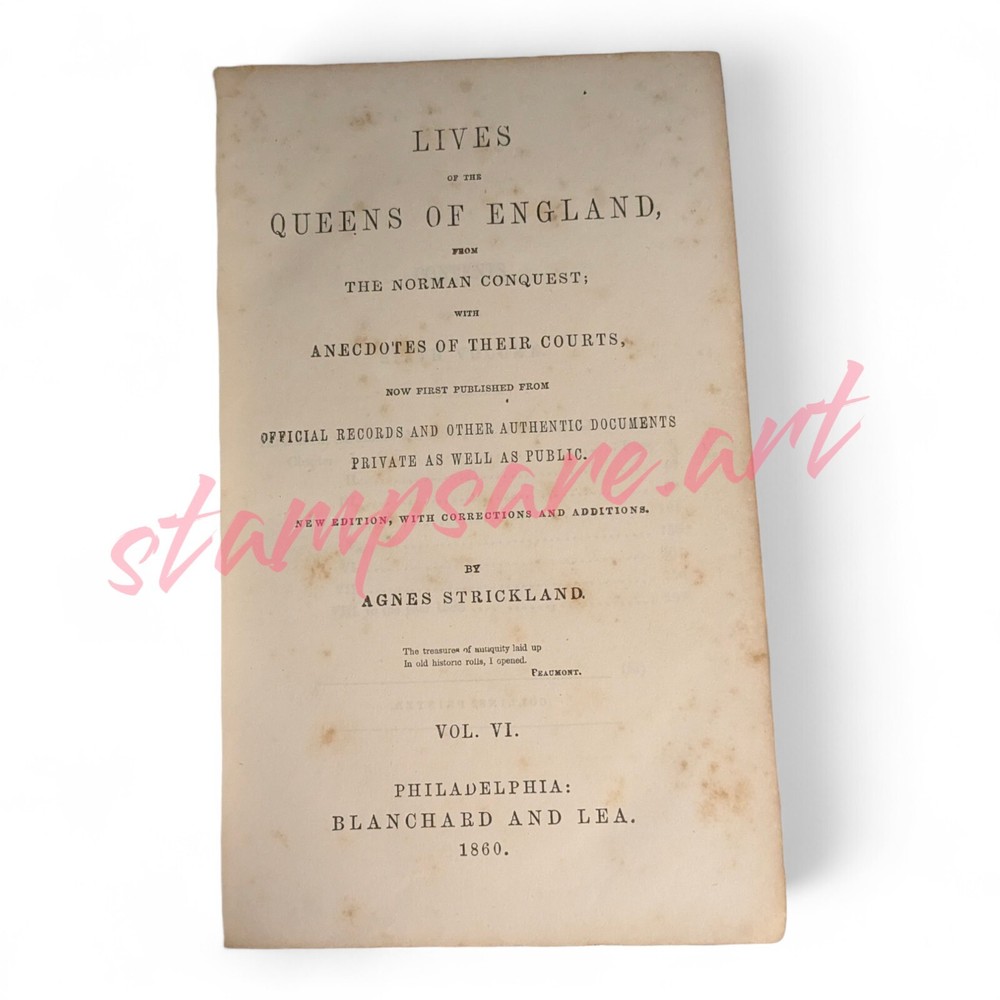 LIVES
OF THE
QUEENS OF ENGLAND,
FROM
THE NORMAN CONQUEST;
WITH
ANECDOTES OF THEIR COURTS,
NOW FIRST PUBLISHED FROM
OFFICIAL RECORDS AND OTHER AUTHENTIC DOCUMENTS
PRIVATE AS WELL AS PUBLIC.
stampsare.art
NEW EDITION, WITH CORRECTIONS AND ADDITIONS.
BY
AGNES STRICKLAND.
The treasures of antiquity laid up
In old historic rolls, I opened.
BEAUMONT.
VOL. VI.
PHILADELPHIA:
BLANCHARD AND LEA.
1860.